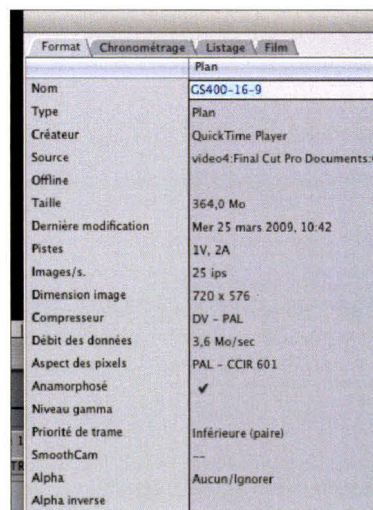 Format Chronométrage Listage Film
Plan
Nom GS400-16-9
Type Plan
Créateur QuickTime Player
Source video4:Final Cut Pro Documents:
Offline
Taille 364,0 Mo
Dernière modification Mer 25 mars 2009, 10:42
Pistes 1V, 2A
Images/s. 25 ips
Dimension image 720 x 576
Compresseur DV - PAL
Débit des données 3,6 Mo/sec
Aspect des pixels PAL - CCIR 601
Anamorphosé ✔
Niveau gamma
Priorité de trame Inférieure (paire)
SmoothCam --
Alpha Aucun/Ignorer
Alpha inverse